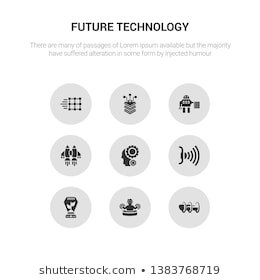 FUTURE TECHNOLOGY
There are many of passages of Lorem Ipsum available but the majority
have suffered alteration in some form by injected humour
shutterstock.com • 1383768719